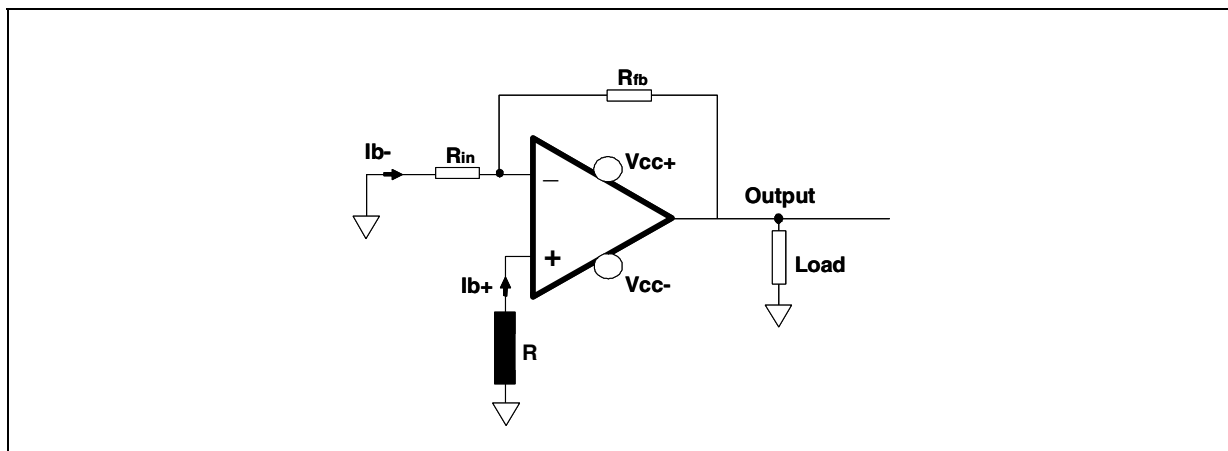 Rfb
Ib-
Rin
Vcc+
–
Output
+
Load
Ib+
Vcc-
R